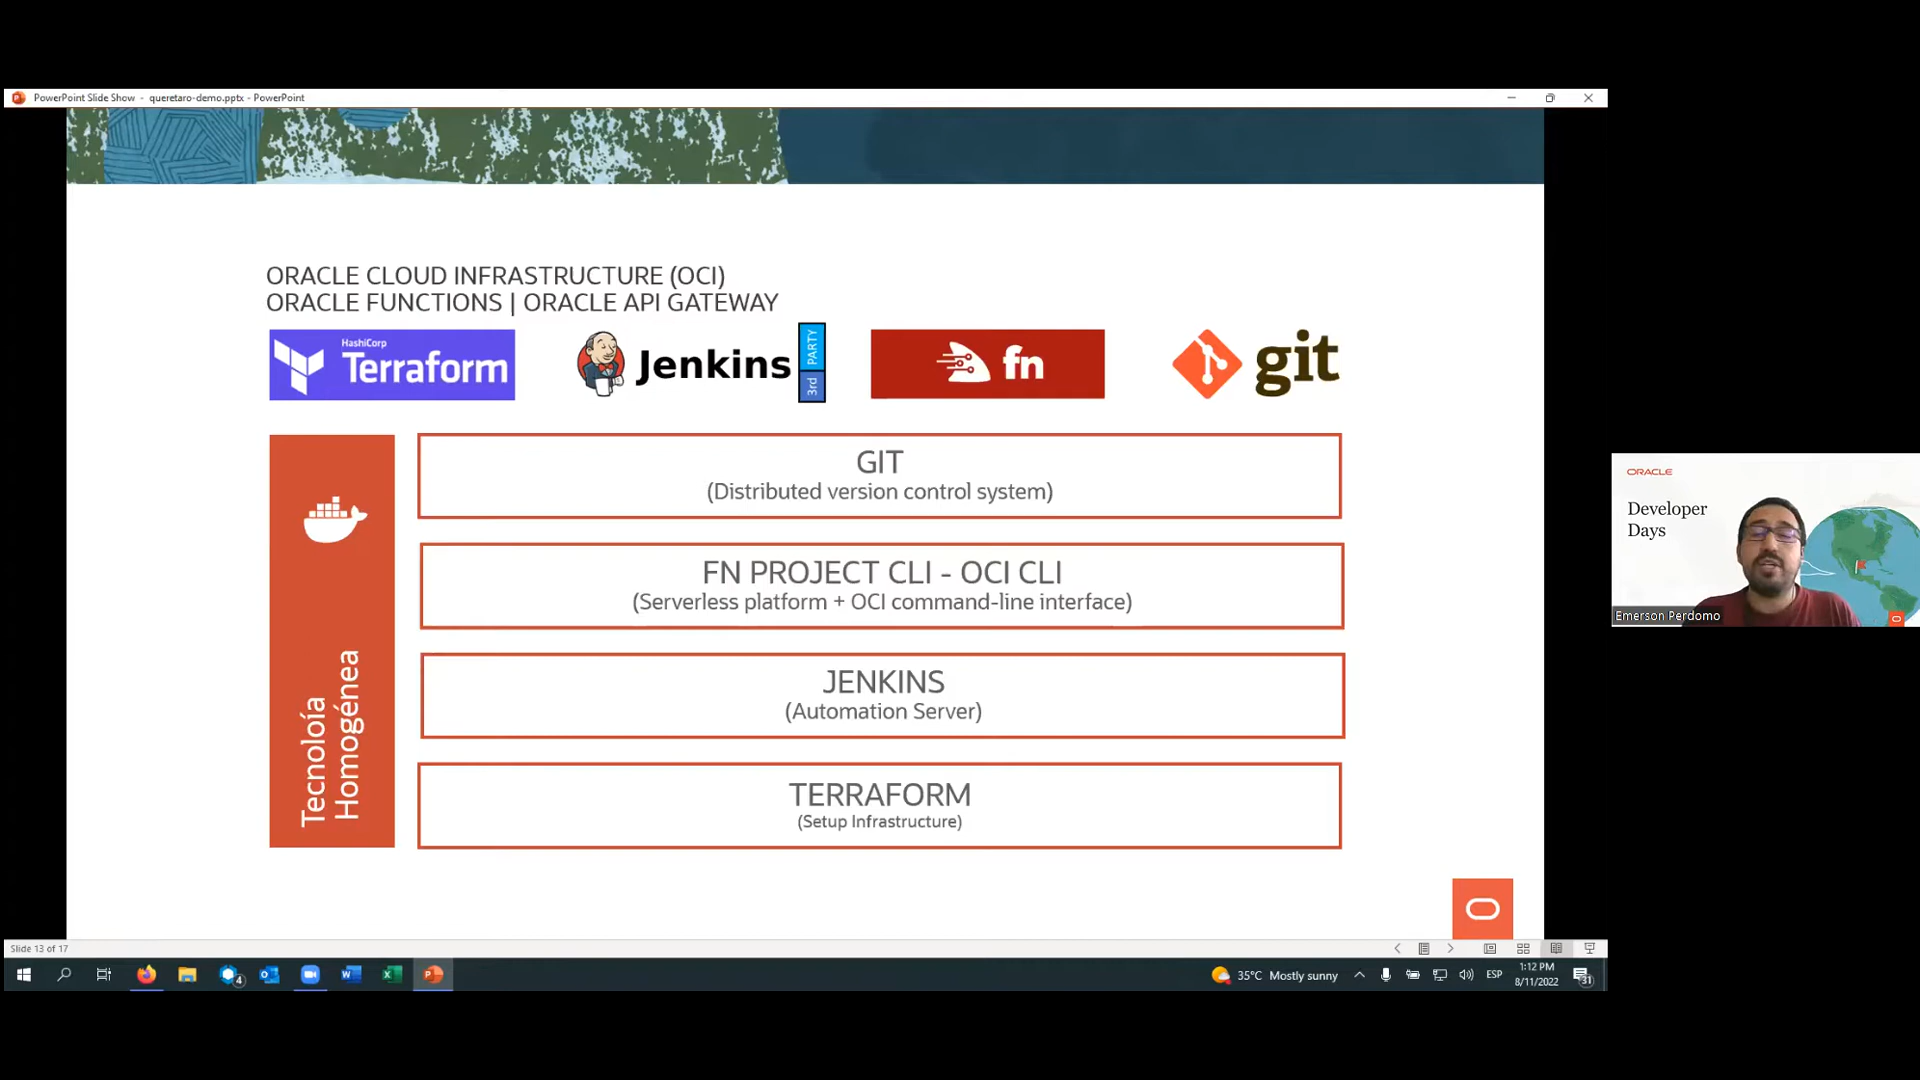 PowerPoint Slide Show - queretaro-demo.pptx - PowerPoint
ORACLE CLOUD INFRASTRUCTURE (OCI)
ORACLE FUNCTIONS | ORACLE API GATEWAY
HashiCorp
Terraform
Jenkins
3rd PARTY
fn
git
Tecnoloía
Homogénea
GIT
(Distributed version control system)
FN PROJECT CLI - OCI CLI
(Serverless platform + OCI command-line interface)
JENKINS
(Automation Server)
TERRAFORM
(Setup Infrastructure)
ORACLE
Developer
Days
Emerson Perdomo
Slide 13 of 17
4
35°C Mostly sunny
ESP
1:12 PM
8/11/2022
31